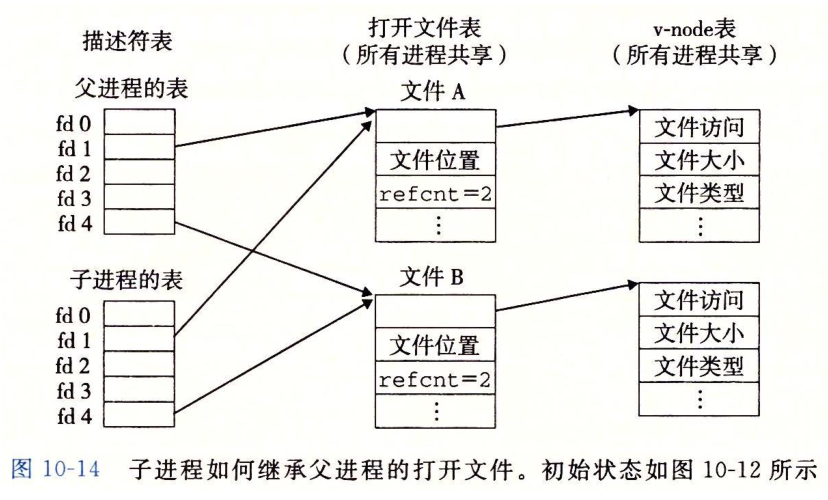 描述符表
打开文件表
（所有进程共享）
v-node表
（所有进程共享）
父进程的表
fd 0
fd 1
fd 2
fd 3
fd 4
文件 A
文件位置
refcnt=2
⋮
文件访问
文件大小
文件类型
⋮
子进程的表
fd 0
fd 1
fd 2
fd 3
fd 4
文件 B
文件位置
refcnt=2
⋮
文件访问
文件大小
文件类型
⋮
图 10-14 子进程如何继承父进程的打开文件。初始状态如图 10-12 所示